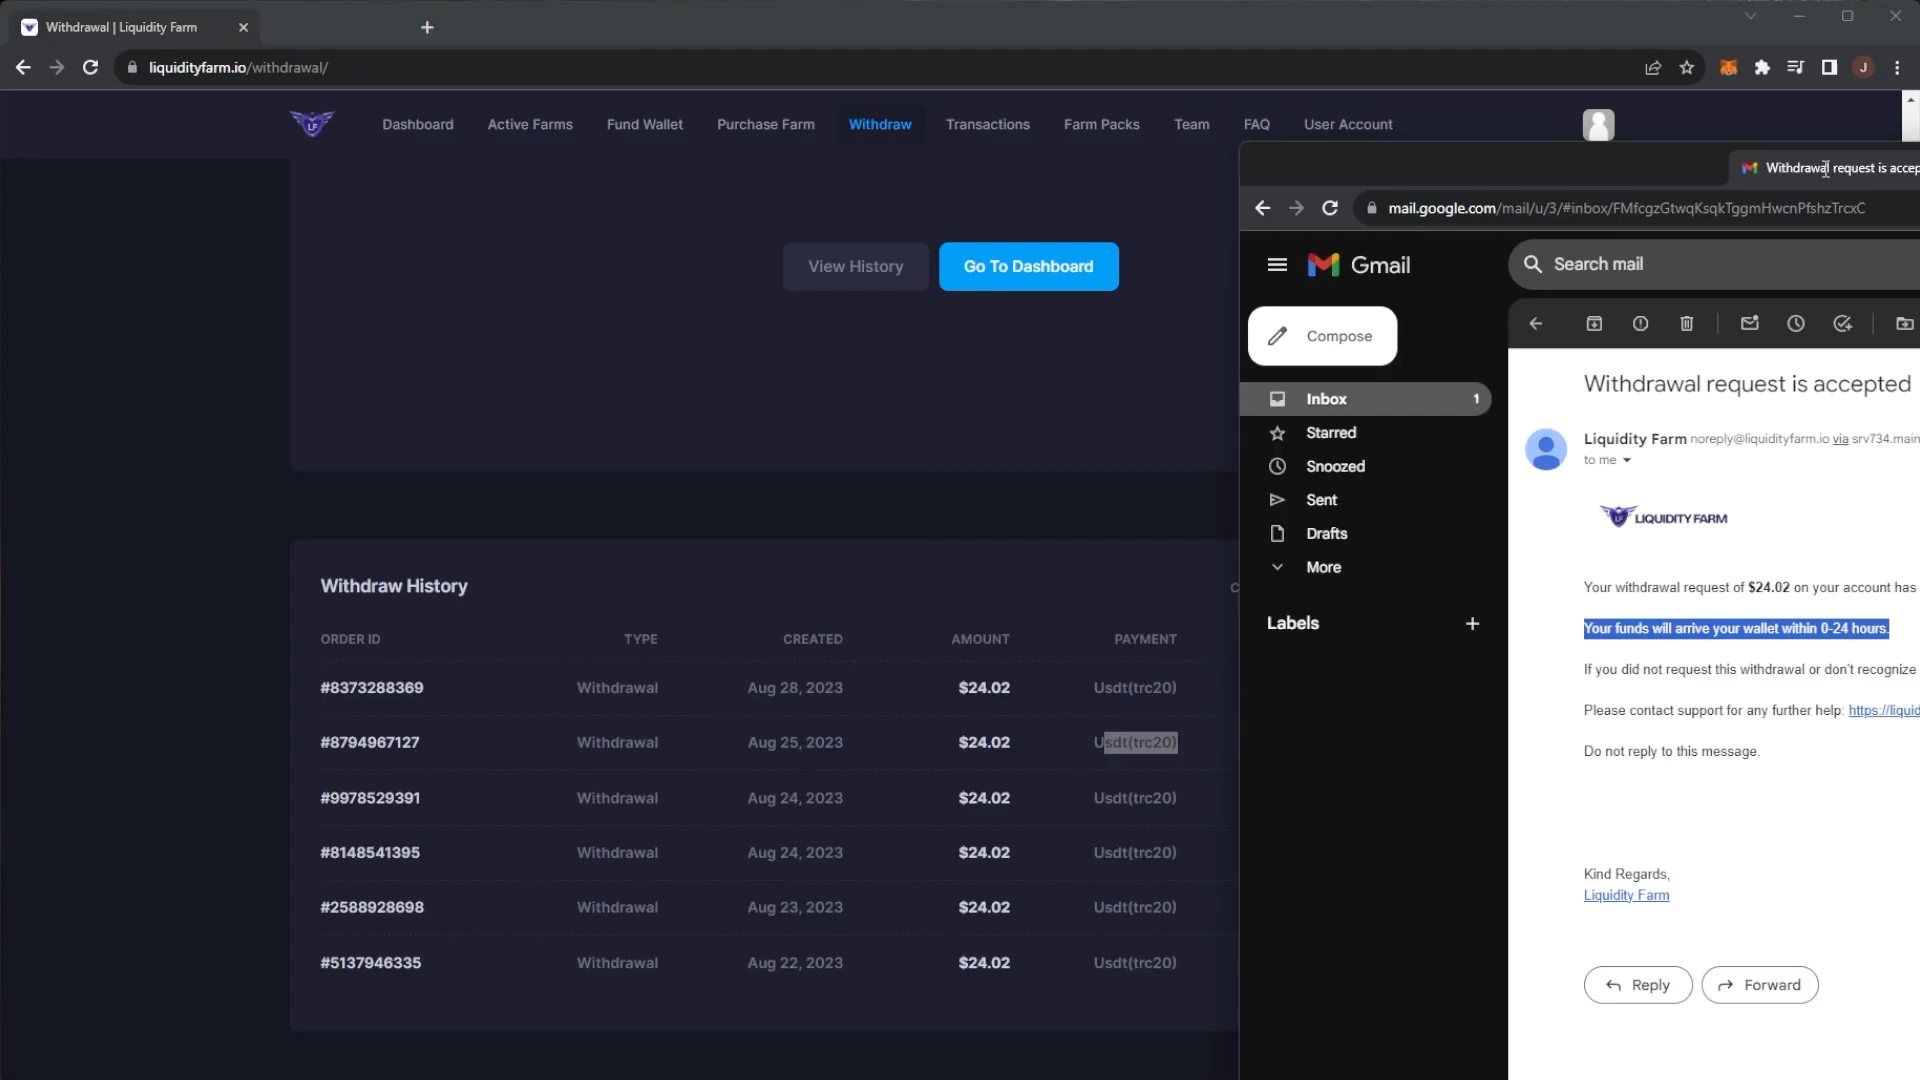 Withdrawal | Liquidity Farm
liquidityfarm.io/withdrawal/
J
LF
Dashboard
Active Farms
Fund Wallet
Purchase Farm
Withdraw
Transactions
Farm Packs
Team
FAQ
User Account
View History
Go To Dashboard
Withdraw History
ORDER ID TYPE CREATED AMOUNT PAYMENT
#8373288369 Withdrawal Aug 28, 2023 $24.02 Usdt(trc20)
#8794967127 Withdrawal Aug 25, 2023 $24.02 Usdt(trc20)
#9978529391 Withdrawal Aug 24, 2023 $24.02 Usdt(trc20)
#8148541395 Withdrawal Aug 24, 2023 $24.02 Usdt(trc20)
#2588928698 Withdrawal Aug 23, 2023 $24.02 Usdt(trc20)
#5137946335 Withdrawal Aug 22, 2023 $24.02 Usdt(trc20)
Withdrawal request is accep
mail.google.com/mail/u/3/#inbox/FMfcgzGtwqKsqkTggmHwcnPfshzTrcxC
Gmail
Search mail
Compose
Inbox 1
Starred
Snoozed
Sent
Drafts
More
Labels
Withdrawal request is accepted
Liquidity Farm noreply@liquidityfarm.io via srv734.main
to me
LF LIQUIDITY FARM
Your withdrawal request of $24.02 on your account has
Your funds will arrive your wallet within 0-24 hours.
If you did not request this withdrawal or don't recognize
Please contact support for any further help: https://liquid
Do not reply to this message.
Kind Regards,
Liquidity Farm
Reply
Forward